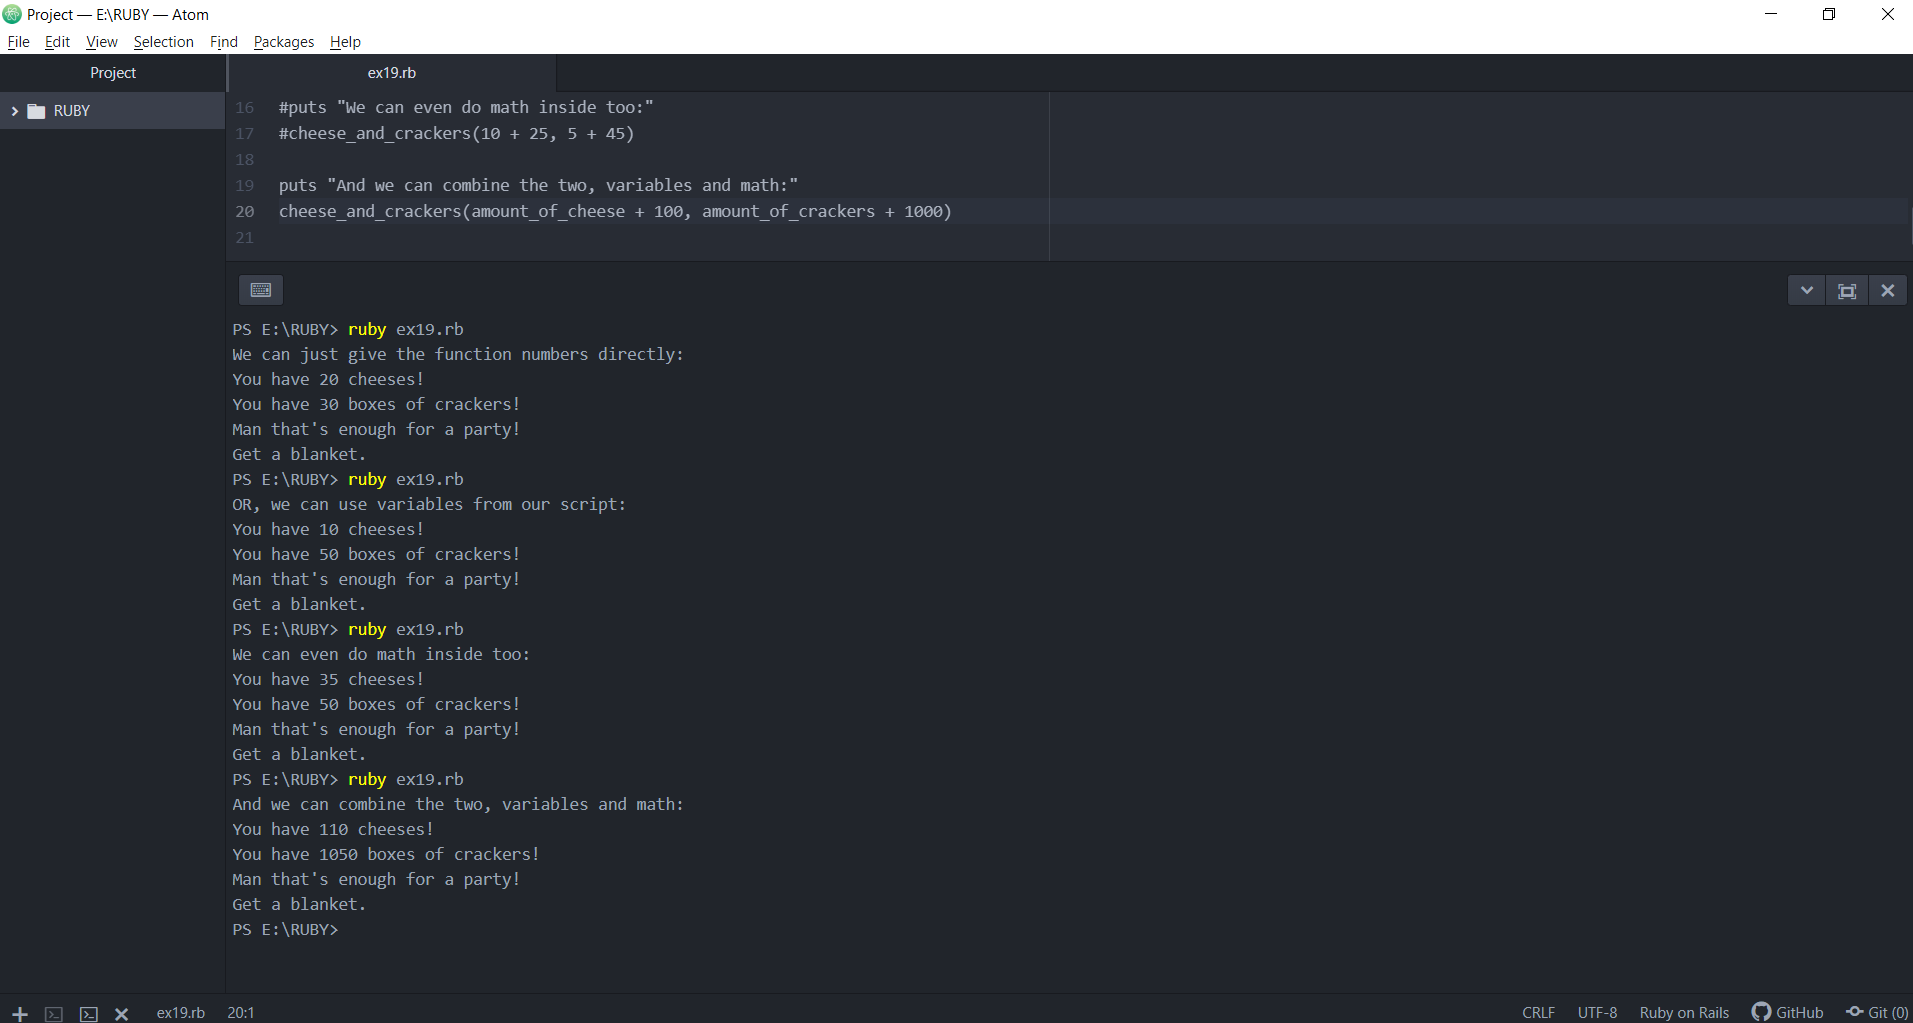 Project — E:\RUBY — Atom
File Edit View Selection Find Packages Help
Project
ex19.rb
RUBY
16 #puts "We can even do math inside too:"
17 #cheese_and_crackers(10 + 25, 5 + 45)
18
19 puts "And we can combine the two, variables and math:"
20 cheese_and_crackers(amount_of_cheese + 100, amount_of_crackers + 1000)
21
PS E:\RUBY> ruby ex19.rb
We can just give the function numbers directly:
You have 20 cheeses!
You have 30 boxes of crackers!
Man that's enough for a party!
Get a blanket.
PS E:\RUBY> ruby ex19.rb
OR, we can use variables from our script:
You have 10 cheeses!
You have 50 boxes of crackers!
Man that's enough for a party!
Get a blanket.
PS E:\RUBY> ruby ex19.rb
We can even do math inside too:
You have 35 cheeses!
You have 50 boxes of crackers!
Man that's enough for a party!
Get a blanket.
PS E:\RUBY> ruby ex19.rb
And we can combine the two, variables and math:
You have 110 cheeses!
You have 1050 boxes of crackers!
Man that's enough for a party!
Get a blanket.
PS E:\RUBY>
ex19.rb 20:1 CRLF UTF-8 Ruby on Rails GitHub Git (0)